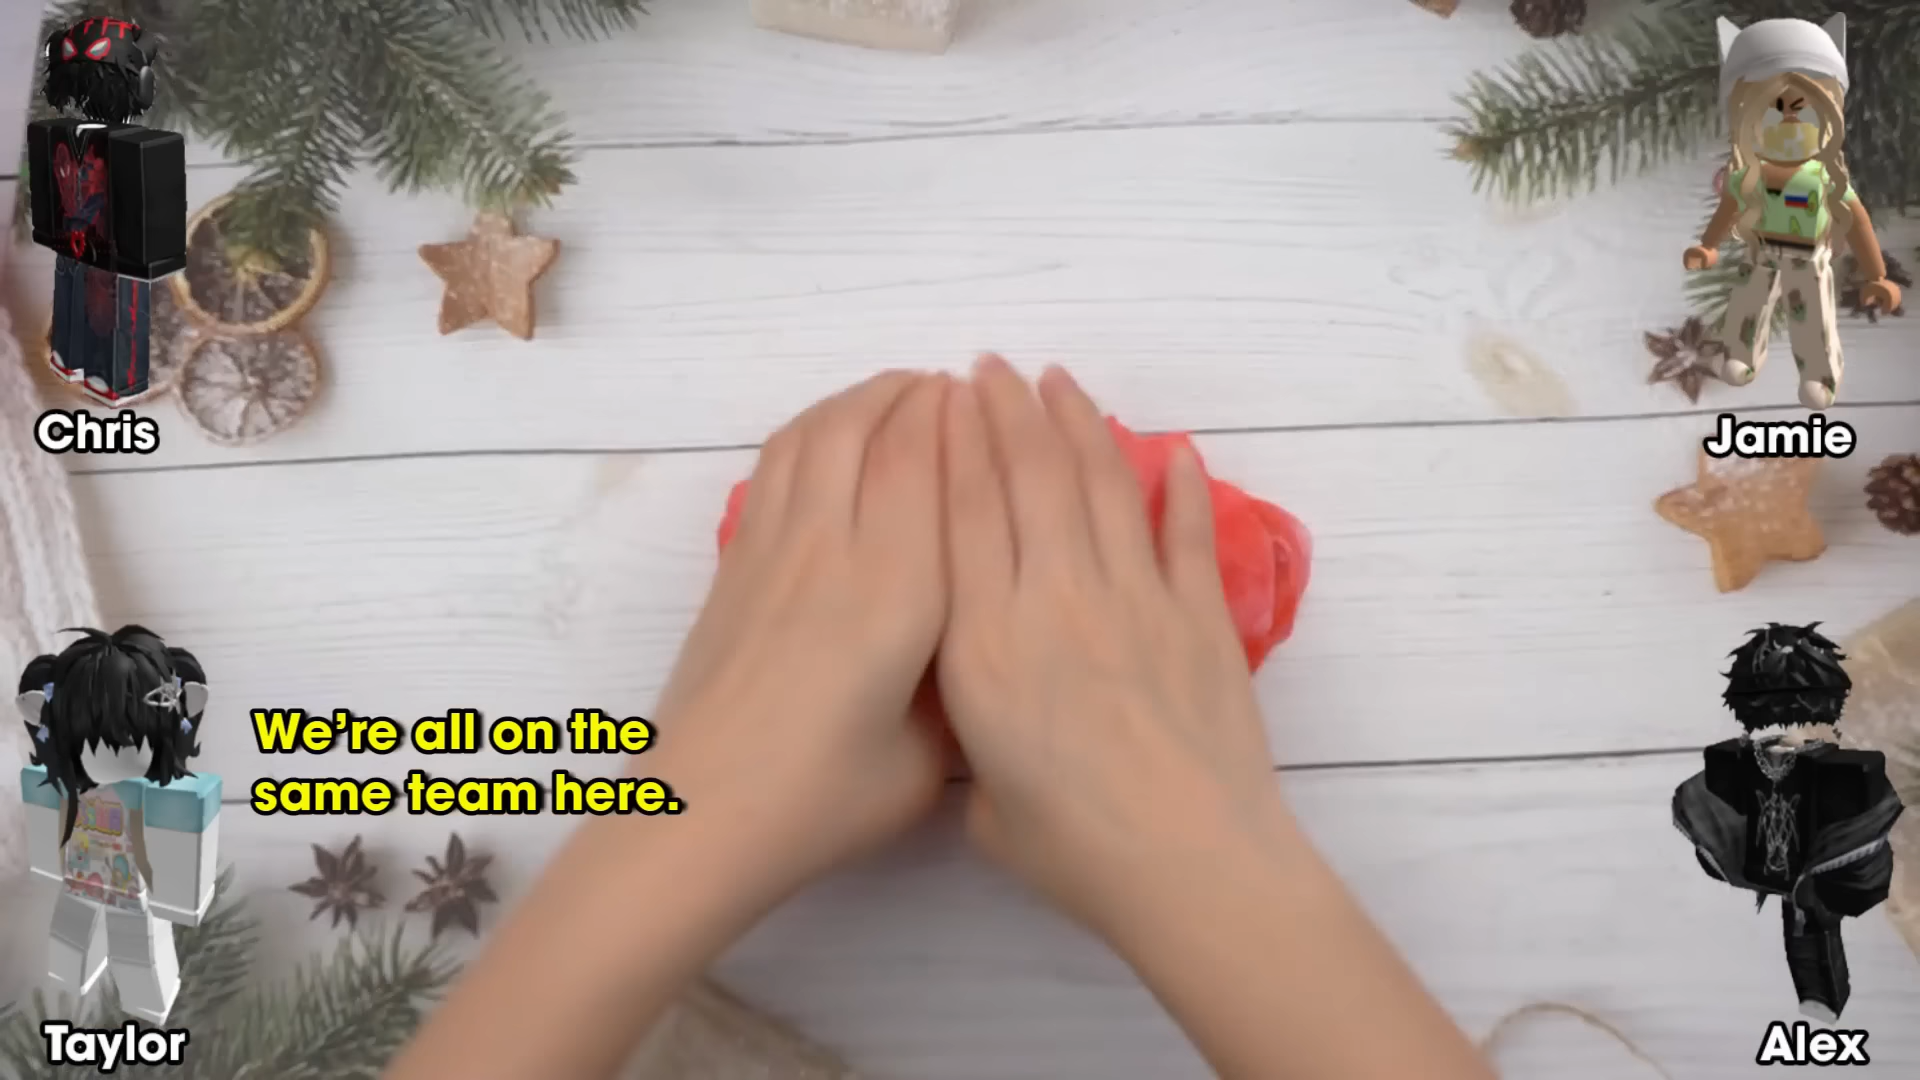 Chris
Jamie
We're all on the
same team here.
Taylor
Alex